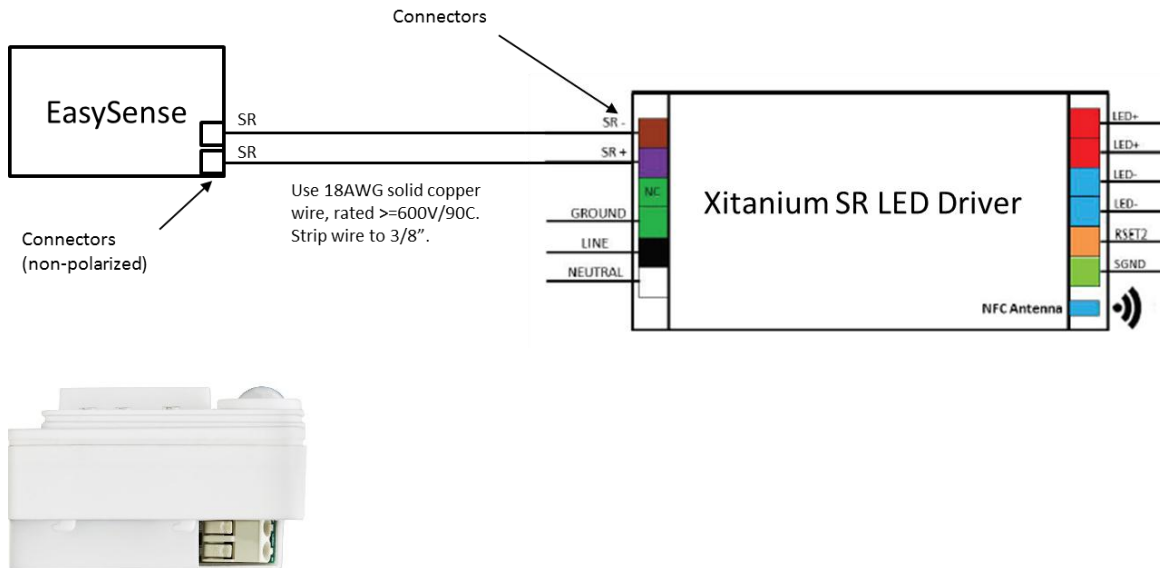 Connectors
EasySense
SR
SR
Connectors
(non-polarized)
Use 18AWG solid copper
wire, rated >=600V/90C.
Strip wire to 3/8”.
SR -
SR +
NC
GROUND
LINE
NEUTRAL
Xitanium SR LED Driver
LED+
LED+
LED-
LED-
RSET2
SGND
NFC Antenna